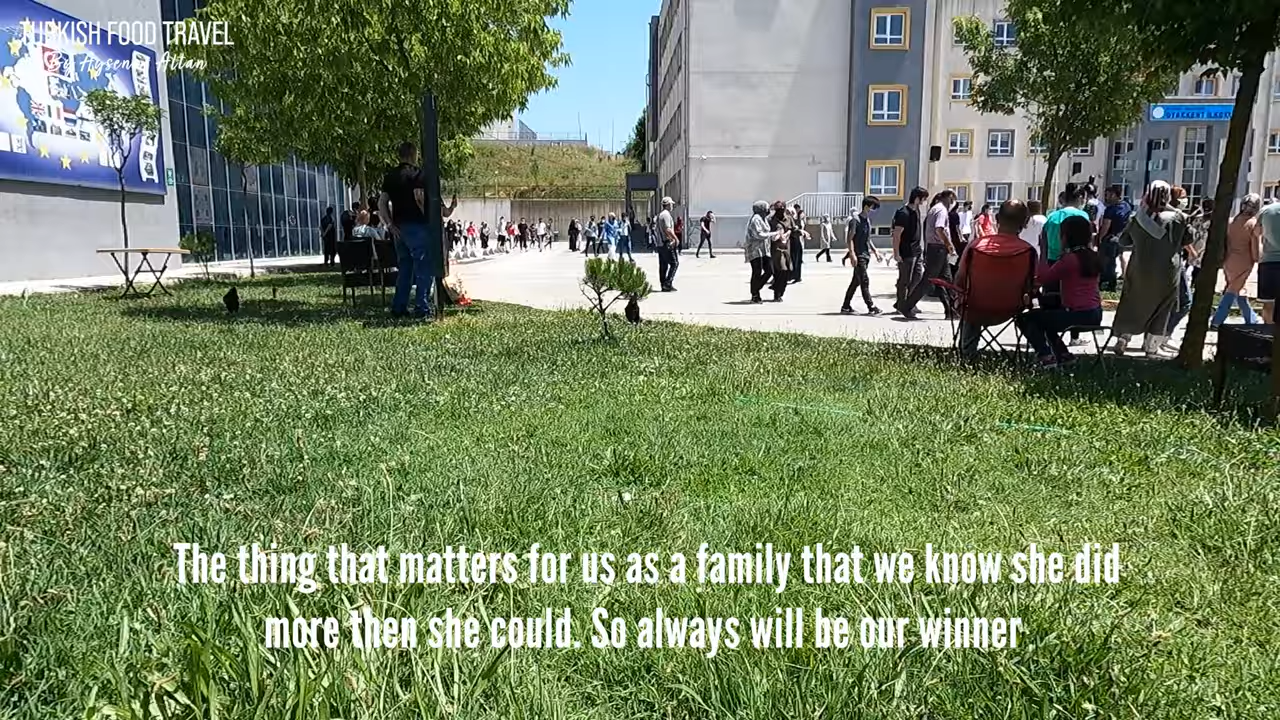 TURKISH FOOD TRAVEL
By Aysenur Altan
The thing that matters for us as a family that we know she did
more then she could. So always will be our winner